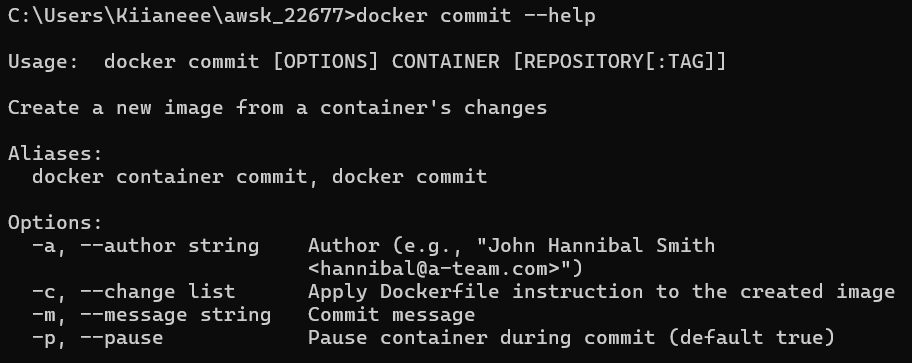 C:\Users\Kiianeee\awsk_22677>docker commit --help
Usage:  docker commit [OPTIONS] CONTAINER [REPOSITORY[:TAG]]
Create a new image from a container's changes
Aliases:
  docker container commit, docker commit
Options:
  -a, --author string    Author (e.g., "John Hannibal Smith
                         <hannibal@a-team.com>")
  -c, --change list      Apply Dockerfile instruction to the created image
  -m, --message string   Commit message
  -p, --pause            Pause container during commit (default true)